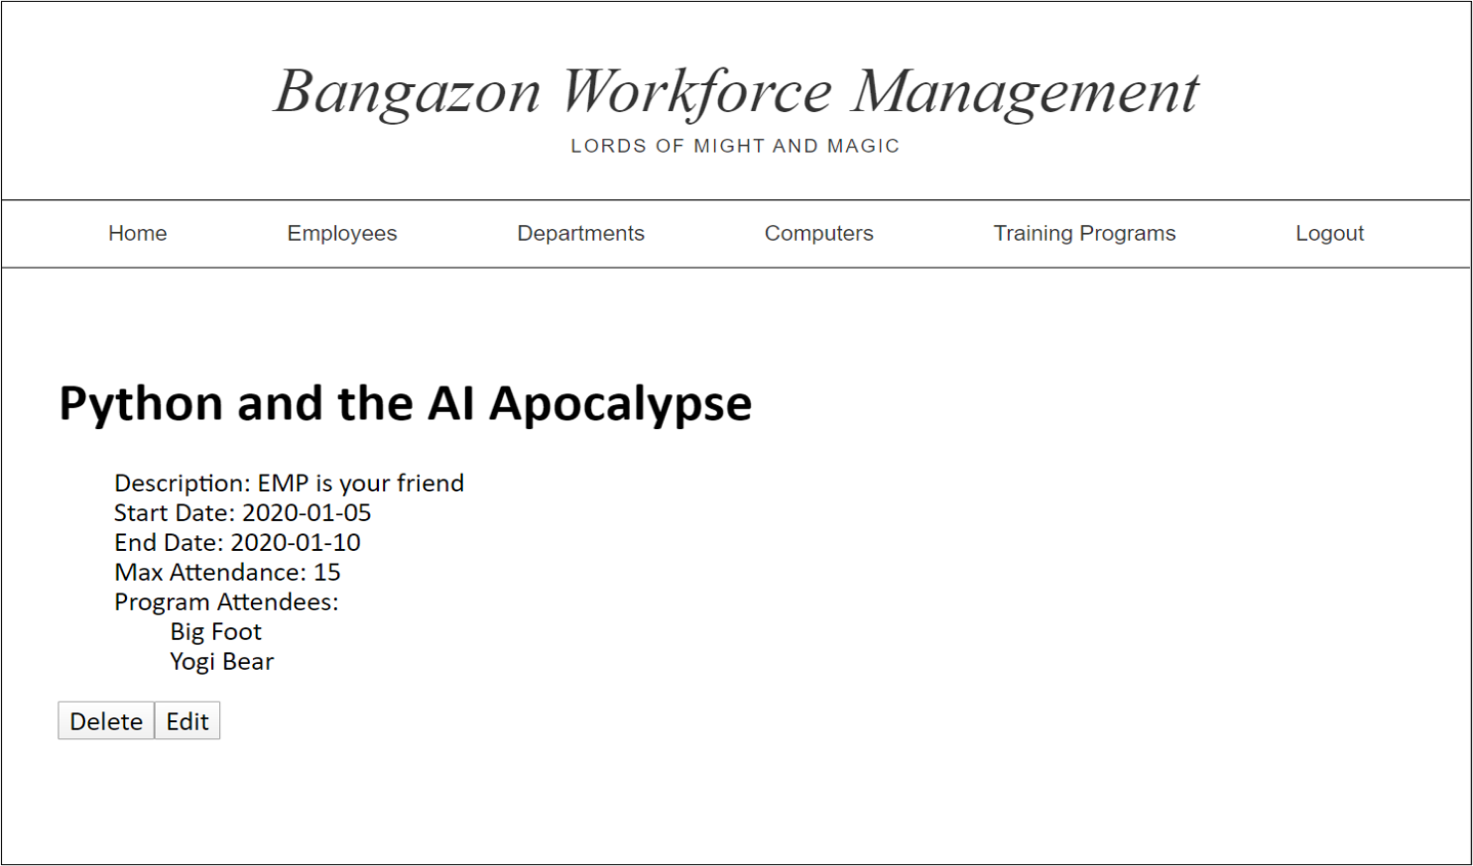 Bangazon Workforce Management
LORDS OF MIGHT AND MAGIC
Home Employees Departments Computers Training Programs Logout
Python and the AI Apocalypse
Description: EMP is your friend
Start Date: 2020-01-05
End Date: 2020-01-10
Max Attendance: 15
Program Attendees:
Big Foot
Yogi Bear
Delete Edit